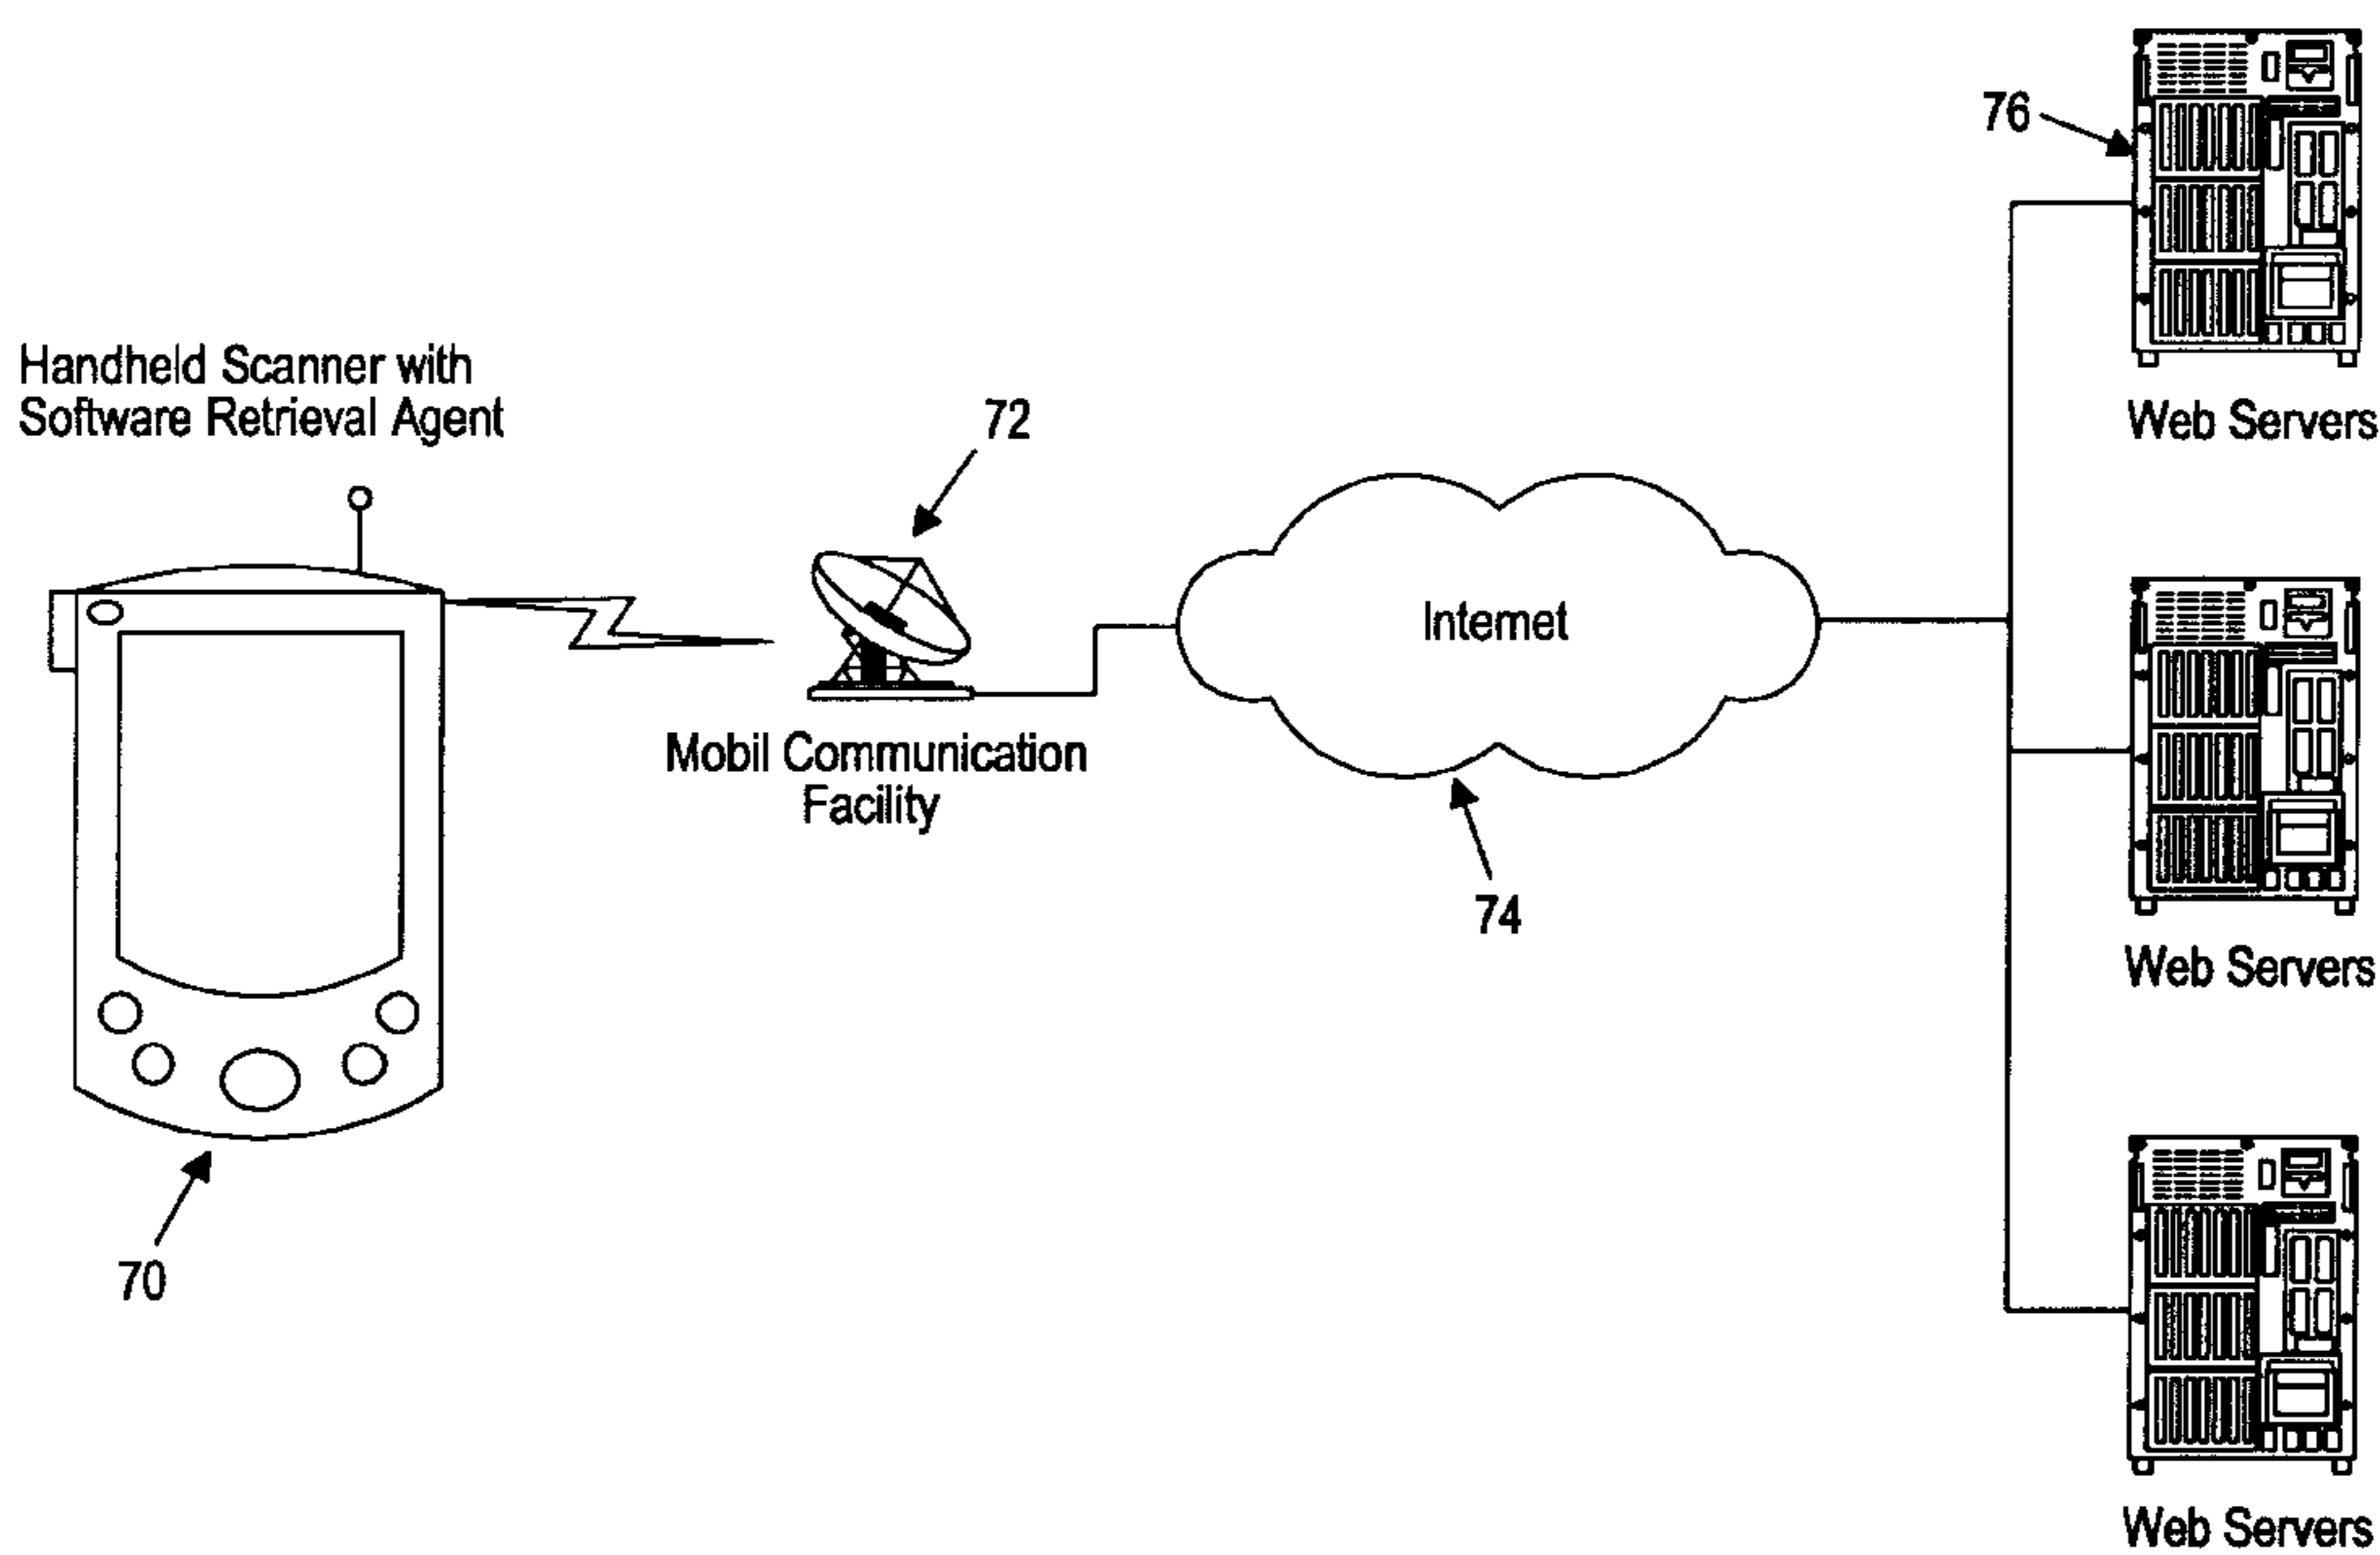 76
Web Servers
Handheld Scanner with
Software Retrieval Agent
72
Internet
Mobil Communication
Facility
74
Web Servers
70
Web Servers